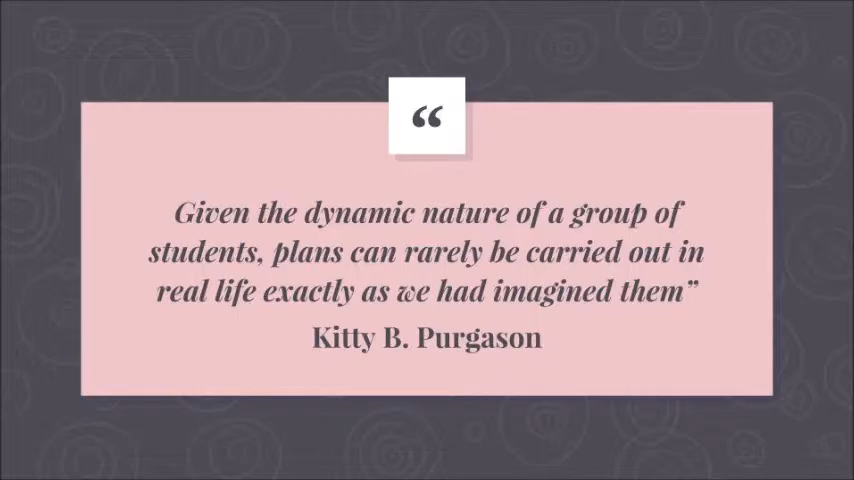 “
Given the dynamic nature of a group of
students, plans can rarely be carried out in
real life exactly as we had imagined them”
Kitty B. Purgason